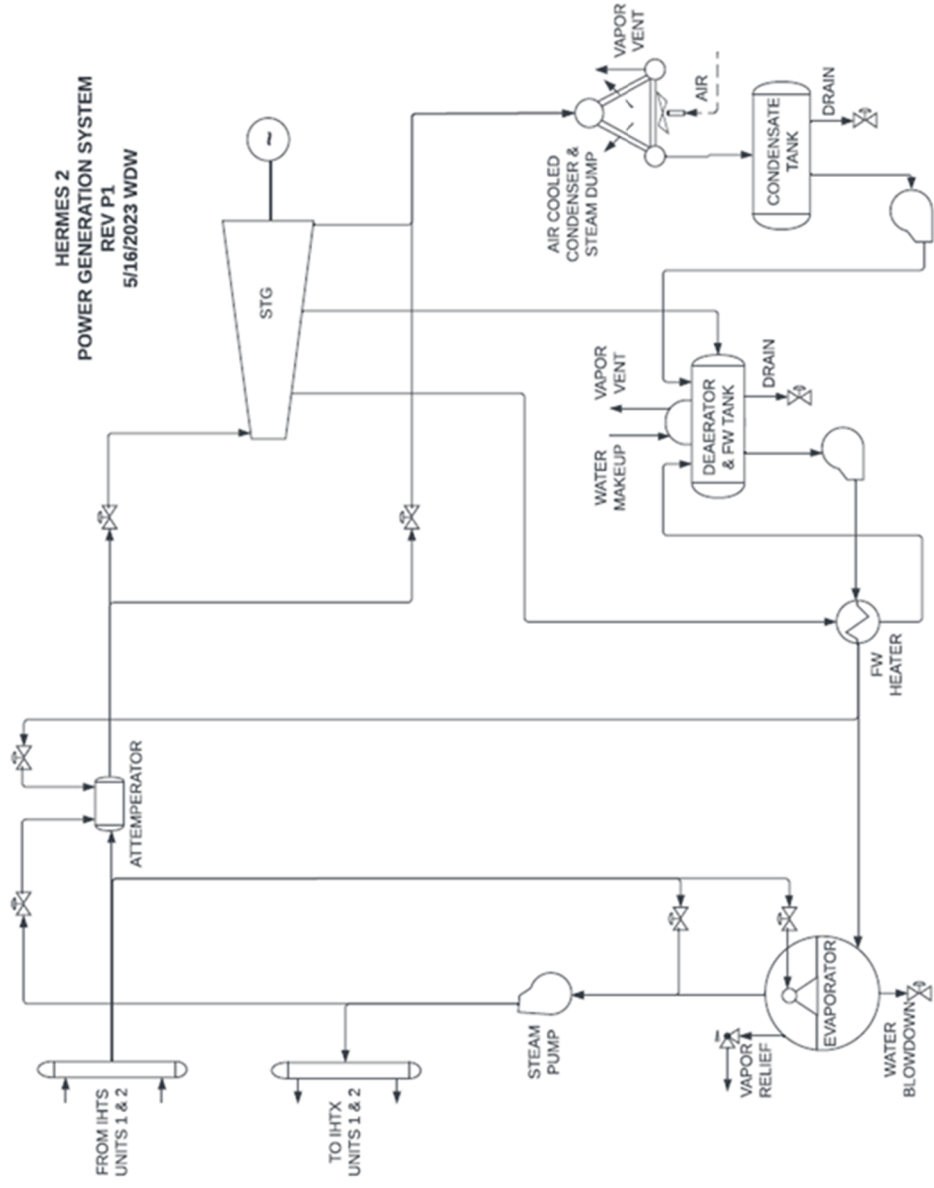 HERMES 2
POWER GENERATION SYSTEM
REV P1
5/16/2023 WDW
FROM IHTS
UNITS 1 & 2
TO IHTX
UNITS 1 & 2
ATTEMPERATOR
STG
~
STEAM
PUMP
VAPOR
RELIEF
EVAPORATOR
WATER
BLOWDOWN
FW
HEATER
WATER
MAKEUP
VAPOR
VENT
DEAERATOR
& FW TANK
DRAIN
AIR COOLED
CONDENSER &
STEAM DUMP
VAPOR
VENT
AIR
CONDENSATE
TANK
DRAIN